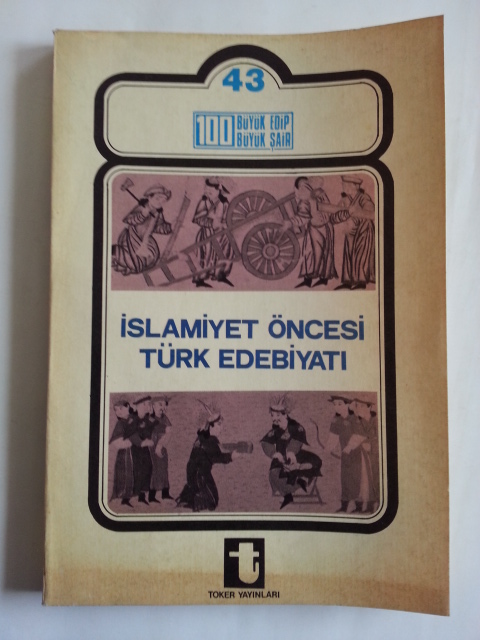 43
100 BÜYÜK EDİP
BÜYÜK ŞAİR
İSLAMİYET ÖNCESİ
TÜRK EDEBİYATI
t
TOKER YAYINLARI